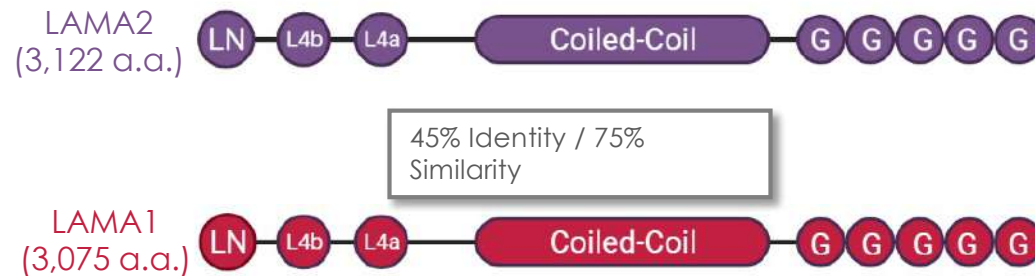 LAMA2
(3,122 a.a.)
LN L4b L4a Coiled-Coil G G G G G
45% Identity / 75%
Similarity
LAMA1
(3,075 a.a.)
LN L4b L4a Coiled-Coil G G G G G